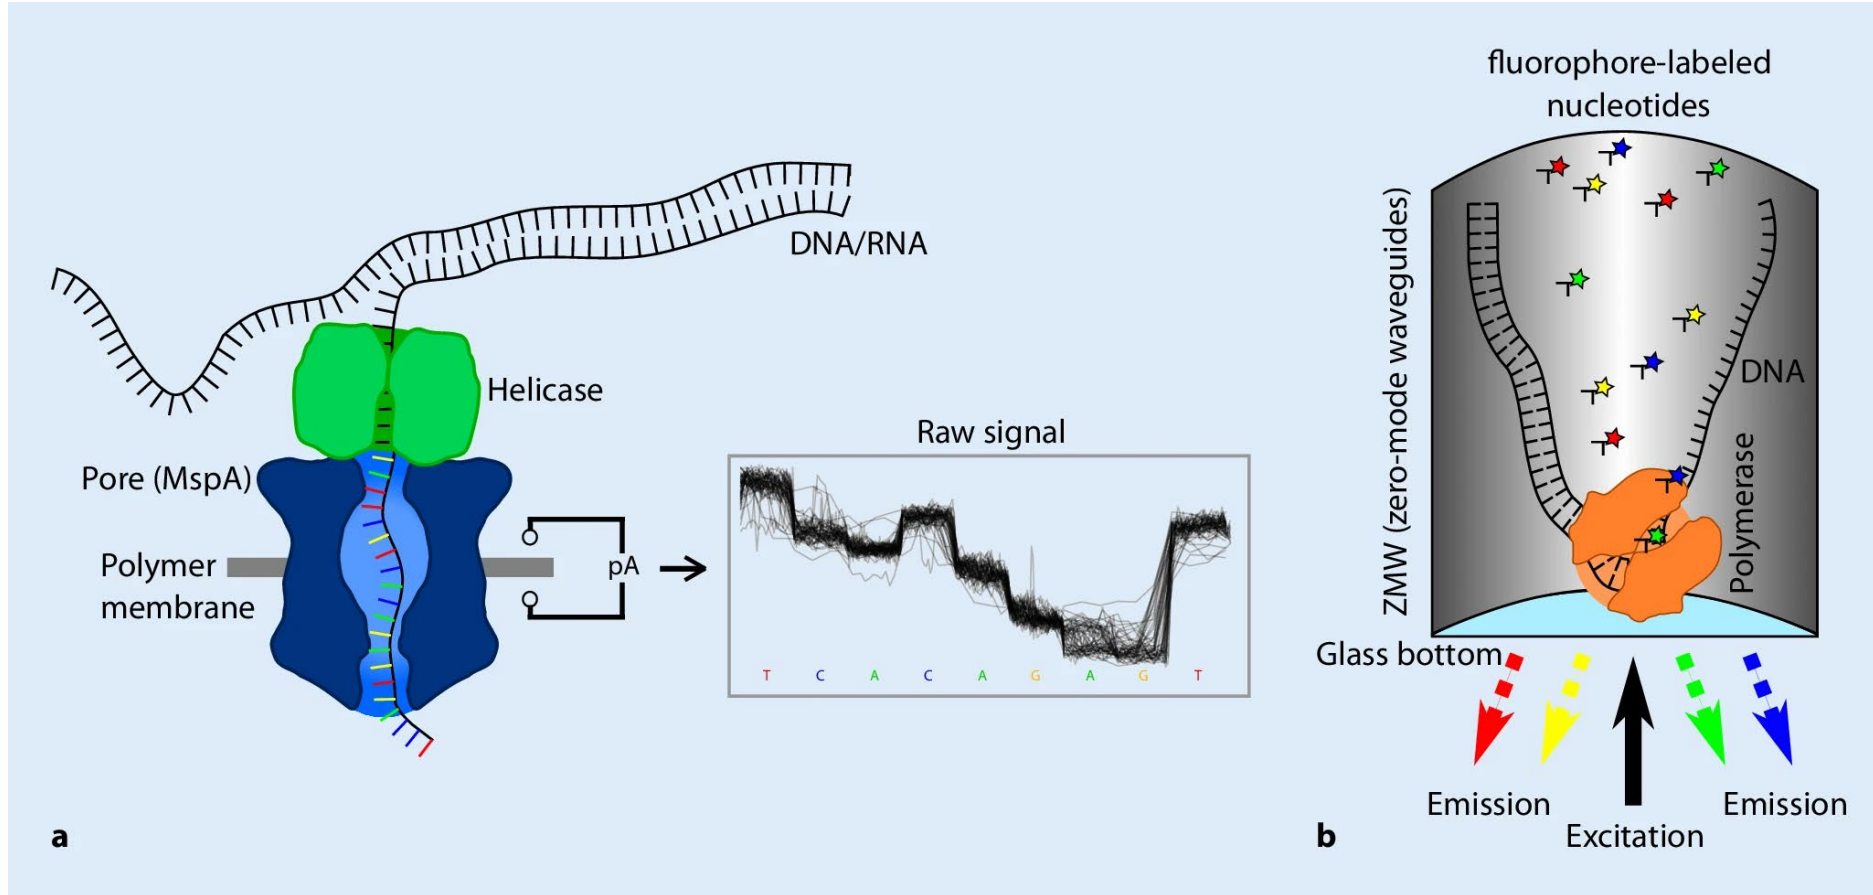 DNA/RNA
Helicase
Pore (MspA)
Polymer
membrane
pA
Raw signal
T C A C A G A G T
a
fluorophore-labeled
nucleotides
ZMW (zero-mode waveguides)
DNA
Polymerase
Glass bottom
Emission
Excitation
Emission
b